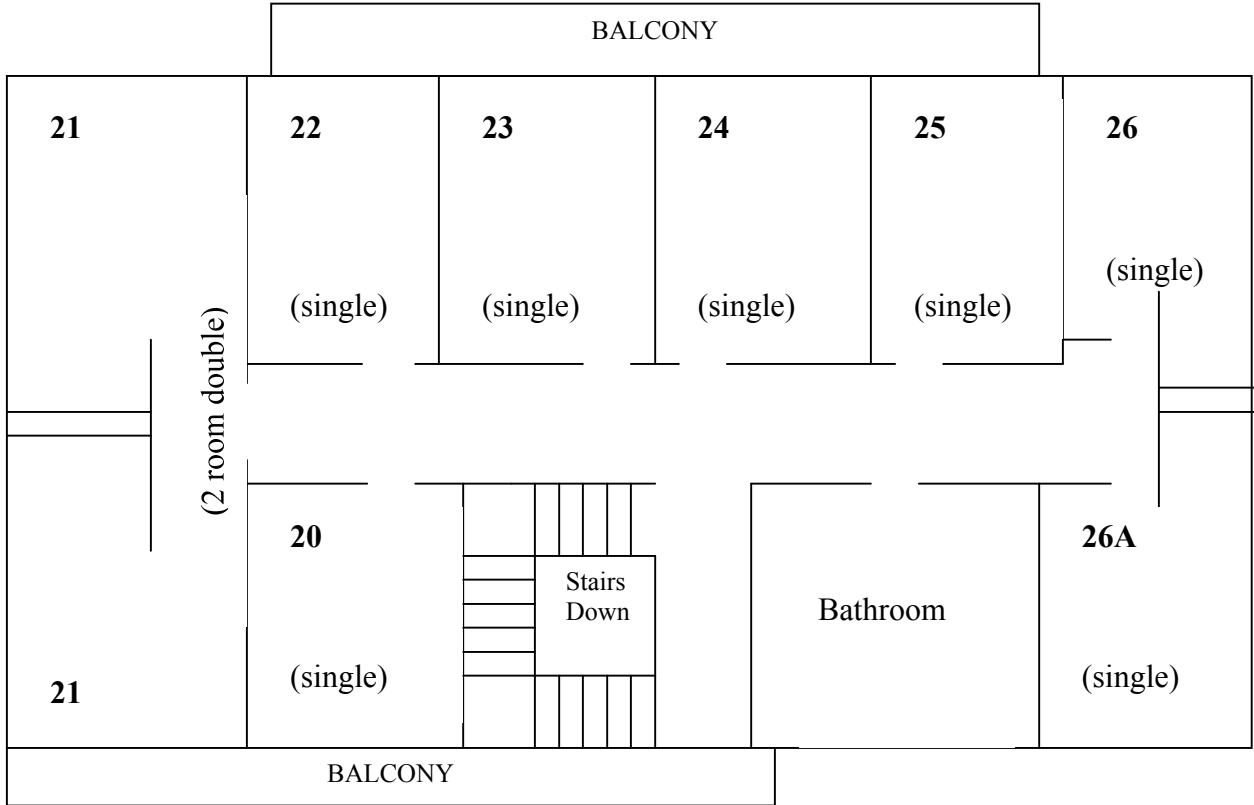 BALCONY
21
22
23
24
25
26
(single)
(single)
(single)
(single)
(single)
(2 room double)
20
26A
Stairs
Down
Bathroom
(single)
(single)
21
BALCONY